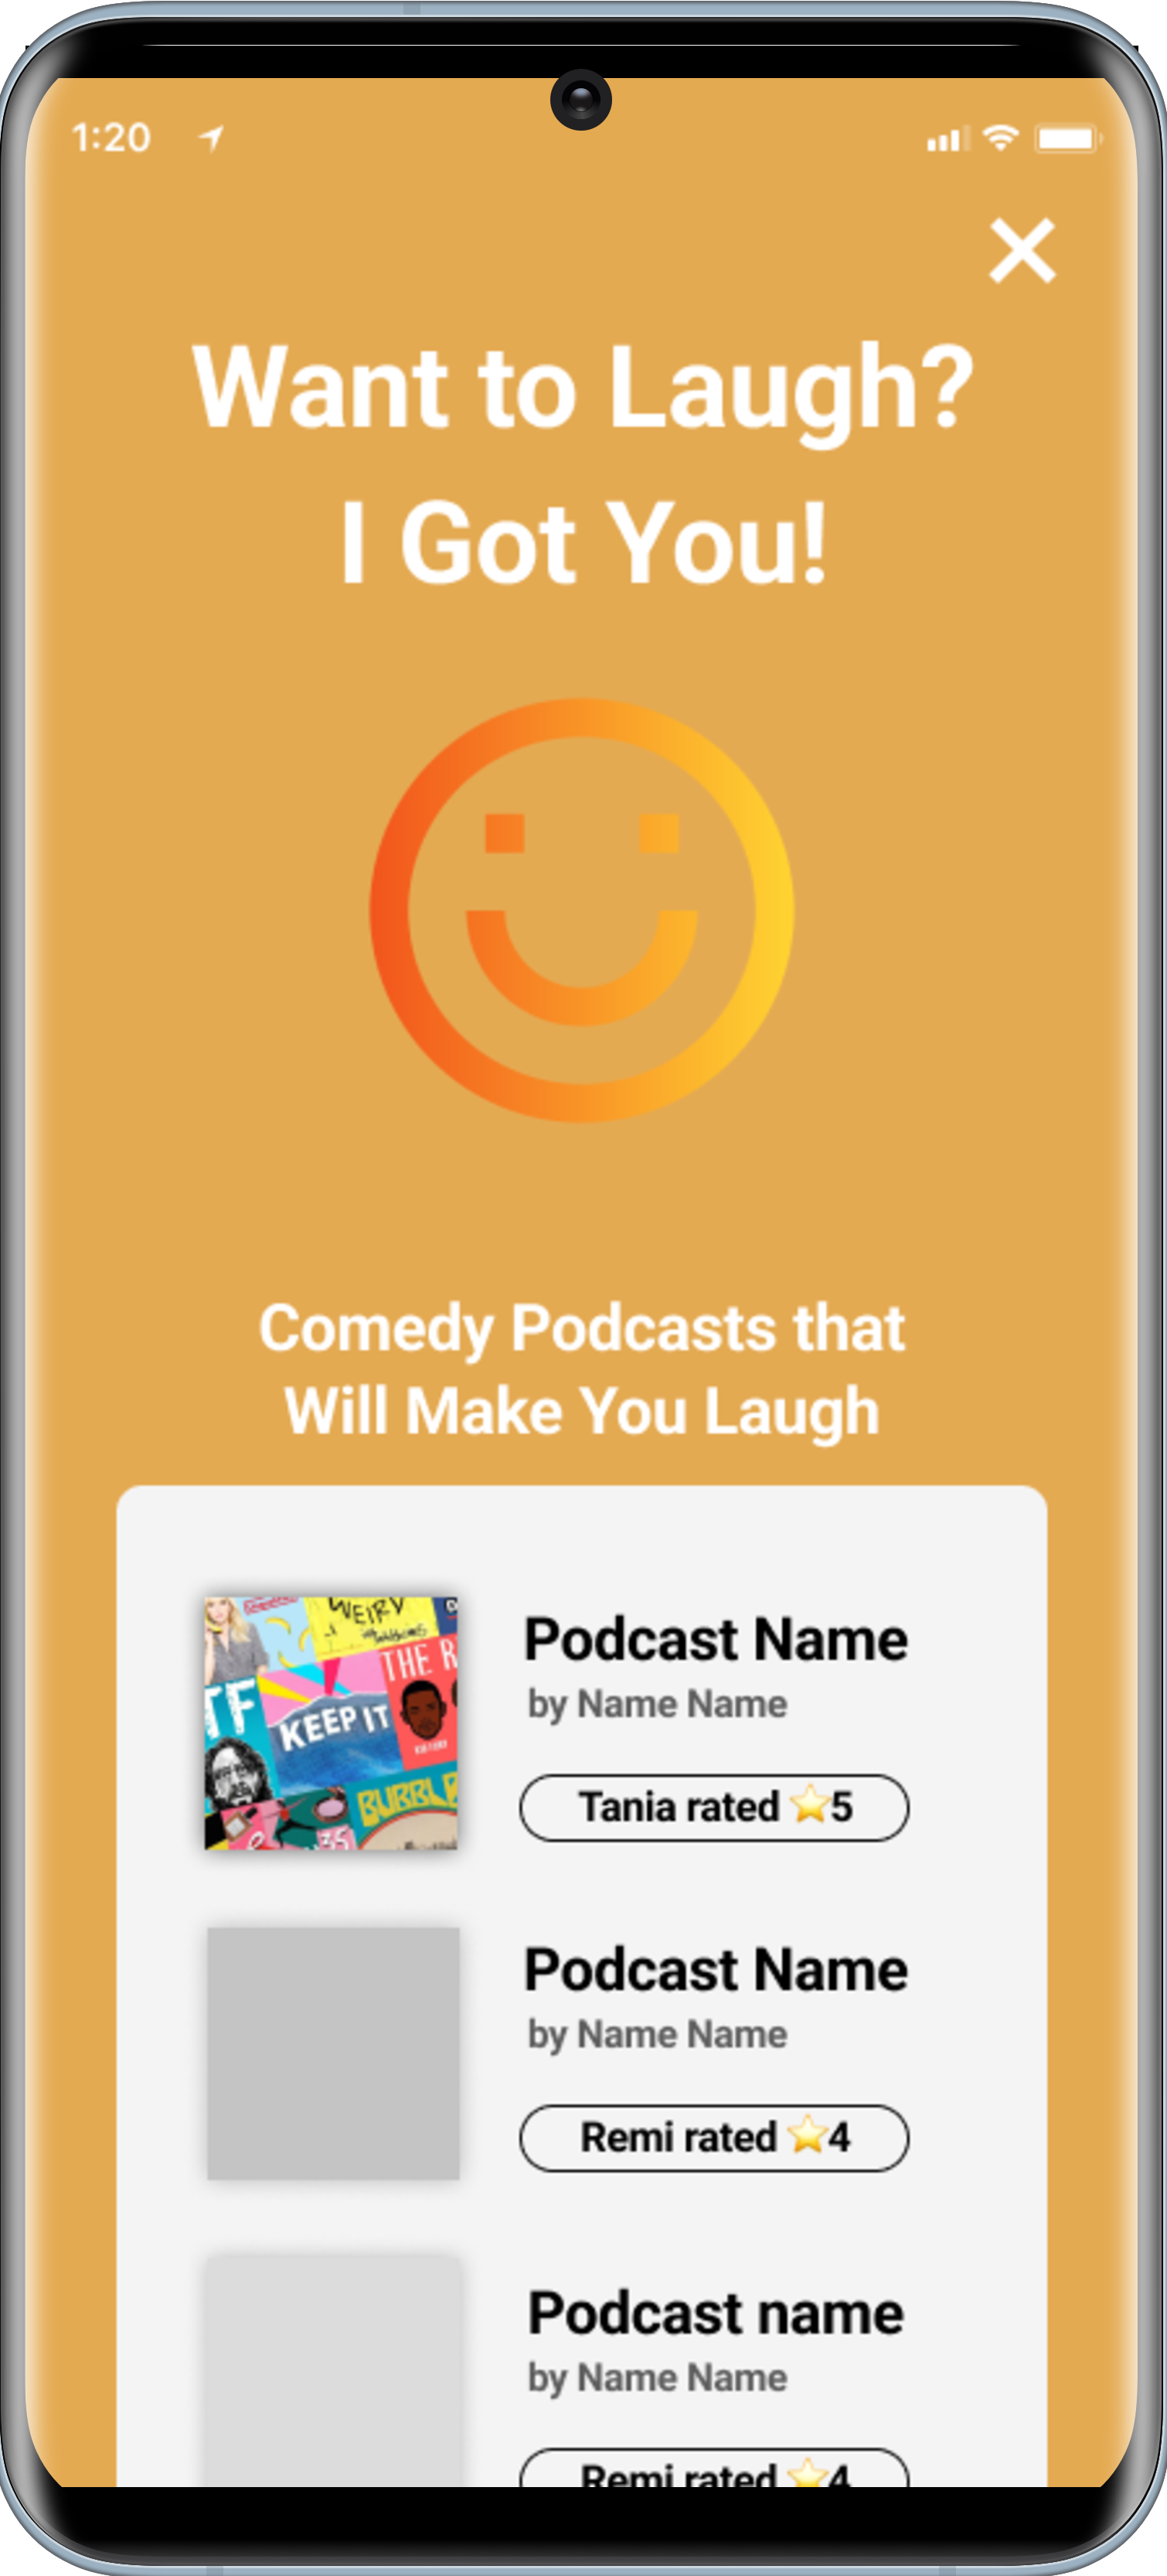 1:20
Want to Laugh?
I Got You!
Comedy Podcasts that
Will Make You Laugh
WEIRD
THE R
TF
KEEP IT
BUBBLE
35
Podcast Name
by Name Name
Tania rated ⭐5
Podcast Name
by Name Name
Remi rated ⭐4
Podcast name
by Name Name
Remi rated ⭐4